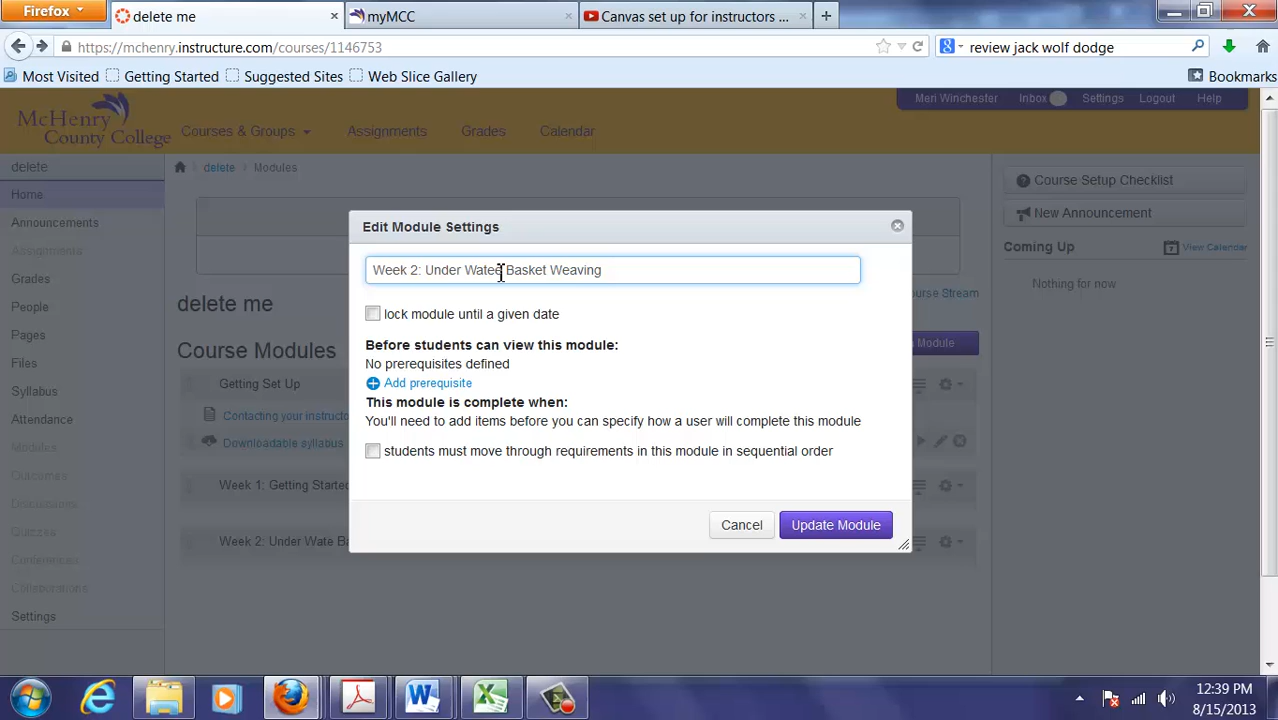 Firefox
delete me
myMCC
Canvas set up for instructors ...
https://mchenry.instructure.com/courses/1146753
review jack wolf dodge
Most Visited
Getting Started
Suggested Sites
Web Slice Gallery
Bookmarks
McHenry
County College
Courses & Groups
Assignments
Grades
Calendar
Meri Winchester
Inbox
Settings
Logout
Help
delete
Home
Announcements
Assignments
Grades
People
Pages
Files
Syllabus
Attendance
Modules
Outcomes
Discussions
Quizzes
Conferences
Collaborations
Settings
delete
Modules
delete me
Course Modules
Getting Set Up
Contacting your instructo
Downloadable syllabus
Week 1: Getting Started
Week 2: Under Wate Ba
ourse Stream
Module
Edit Module Settings
Week 2: Under Wate Basket Weaving
lock module until a given date
Before students can view this module:
No prerequisites defined
Add prerequisite
This module is complete when:
You'll need to add items before you can specify how a user will complete this module
students must move through requirements in this module in sequential order
Cancel
Update Module
Course Setup Checklist
New Announcement
Coming Up
View Calendar
Nothing for now
12:39 PM
8/15/2013